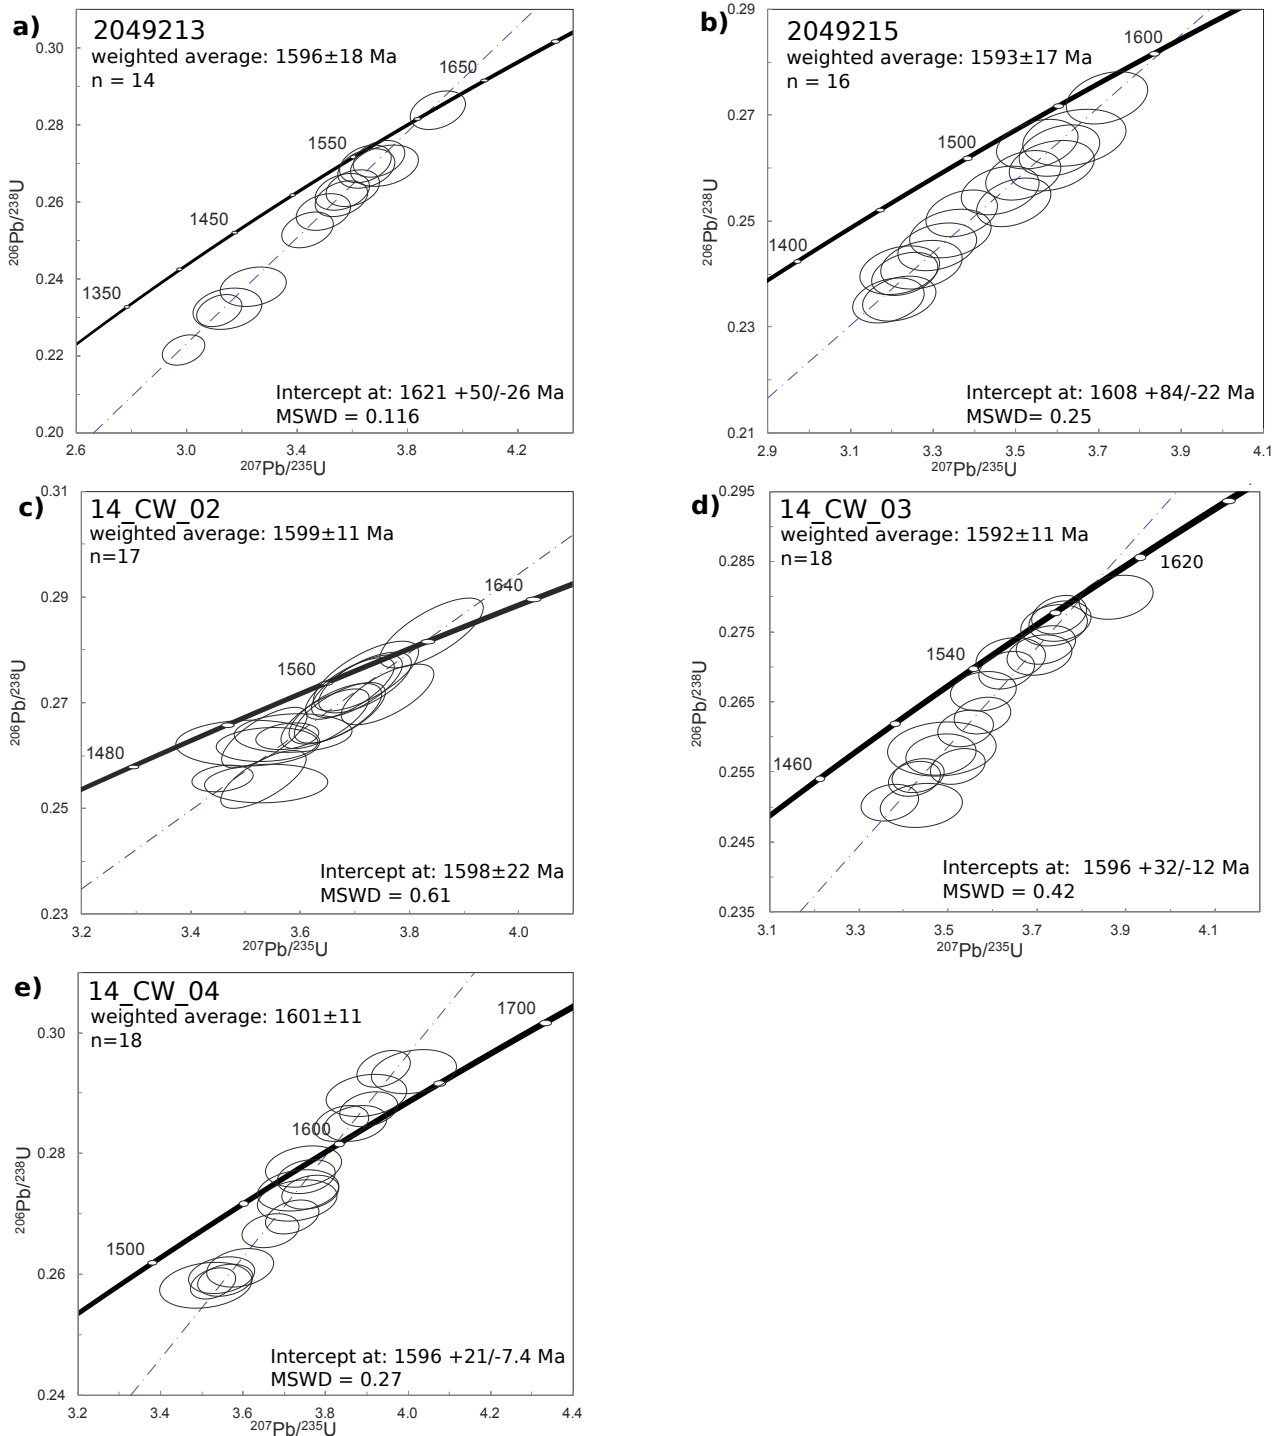 a)
2049213
weighted average: 1596±18 Ma
n = 14
0.30
0.28
0.26
0.24
0.22
0.20
206Pb/238U
1350
1450
1550
1650
Intercept at: 1621 +50/-26 Ma
MSWD = 0.116
2.6 3.0 3.4 3.8 4.2
207Pb/235U
b)
2049215
weighted average: 1593±17 Ma
n = 16
0.29
0.27
0.25
0.23
0.21
206Pb/238U
1400
1500
1600
Intercept at: 1608 +84/-22 Ma
MSWD= 0.25
2.9 3.1 3.3 3.5 3.7 3.9 4.1
207Pb/235U
c)
14_CW_02
weighted average: 1599±11 Ma
n=17
0.31
0.29
0.27
0.25
0.23
206Pb/238U
1480
1560
1640
Intercept at: 1598±22 Ma
MSWD = 0.61
3.2 3.4 3.6 3.8 4.0
207Pb/235U
d)
14_CW_03
weighted average: 1592±11 Ma
n=18
0.295
0.285
0.275
0.265
0.255
0.245
0.235
206Pb/238U
1460
1540
1620
Intercepts at: 1596 +32/-12 Ma
MSWD = 0.42
3.1 3.3 3.5 3.7 3.9 4.1
207Pb/235U
e)
14_CW_04
weighted average: 1601±11
n=18
0.30
0.28
0.26
0.24
206Pb/238U
1500
1600
1700
Intercept at: 1596 +21/-7.4 Ma
MSWD = 0.27
3.2 3.4 3.6 3.8 4.0 4.2 4.4
207Pb/235U